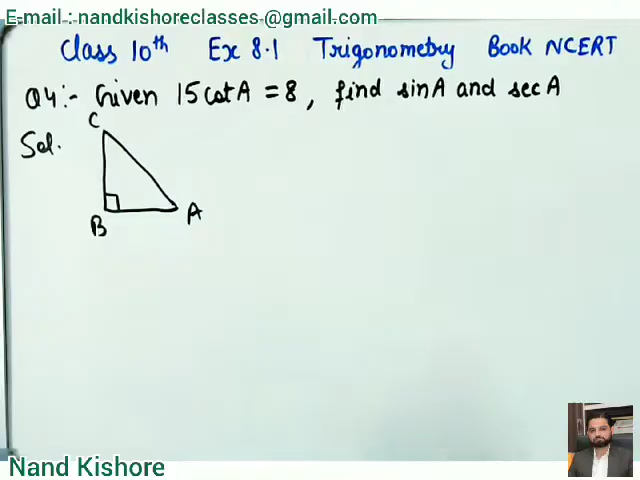 E-mail : nandkishoreclasses @gmail.com
Class 10th Ex 8.1 Trigonometry Book NCERT
Q4:- Given 15 cot A = 8, find sin A and sec A
Sol.
C
B
A
Nand Kishore